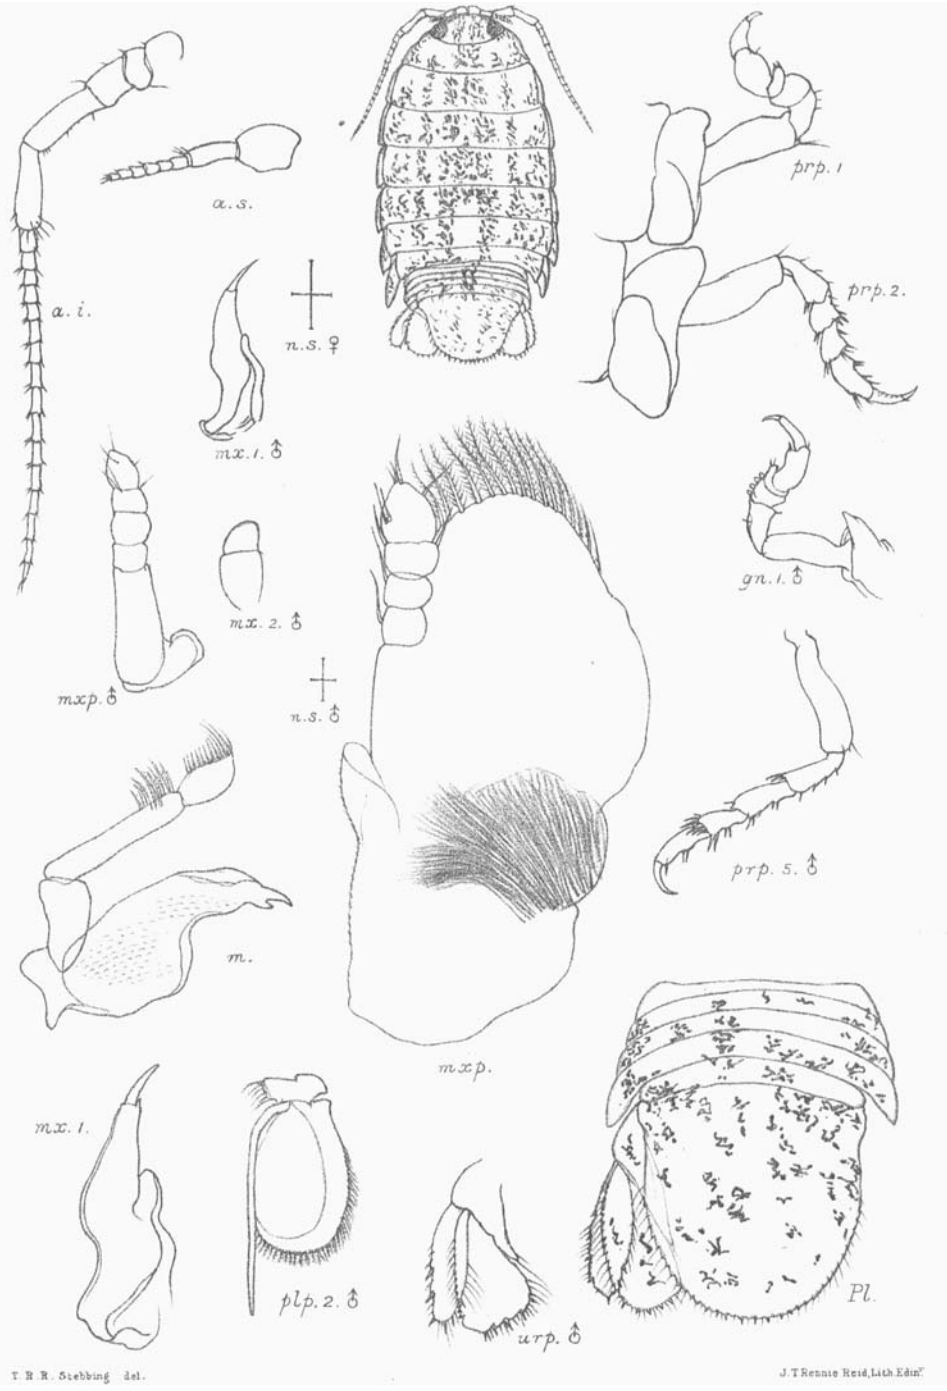 prp. 1
a. s.
prp. 2.
a. i.
n.s. ♀
mx. 1. ♂
gn. 1. ♂
mx. 2. ♂
mxp. ♂
n.s. ♂
prp. 5. ♂
m.
mxp.
mx. 1.
plp. 2. ♂
Pl.
urp. ♂
T. R. R. Stebbing del.
J.T Rennie Reid, Lith. Edinr.